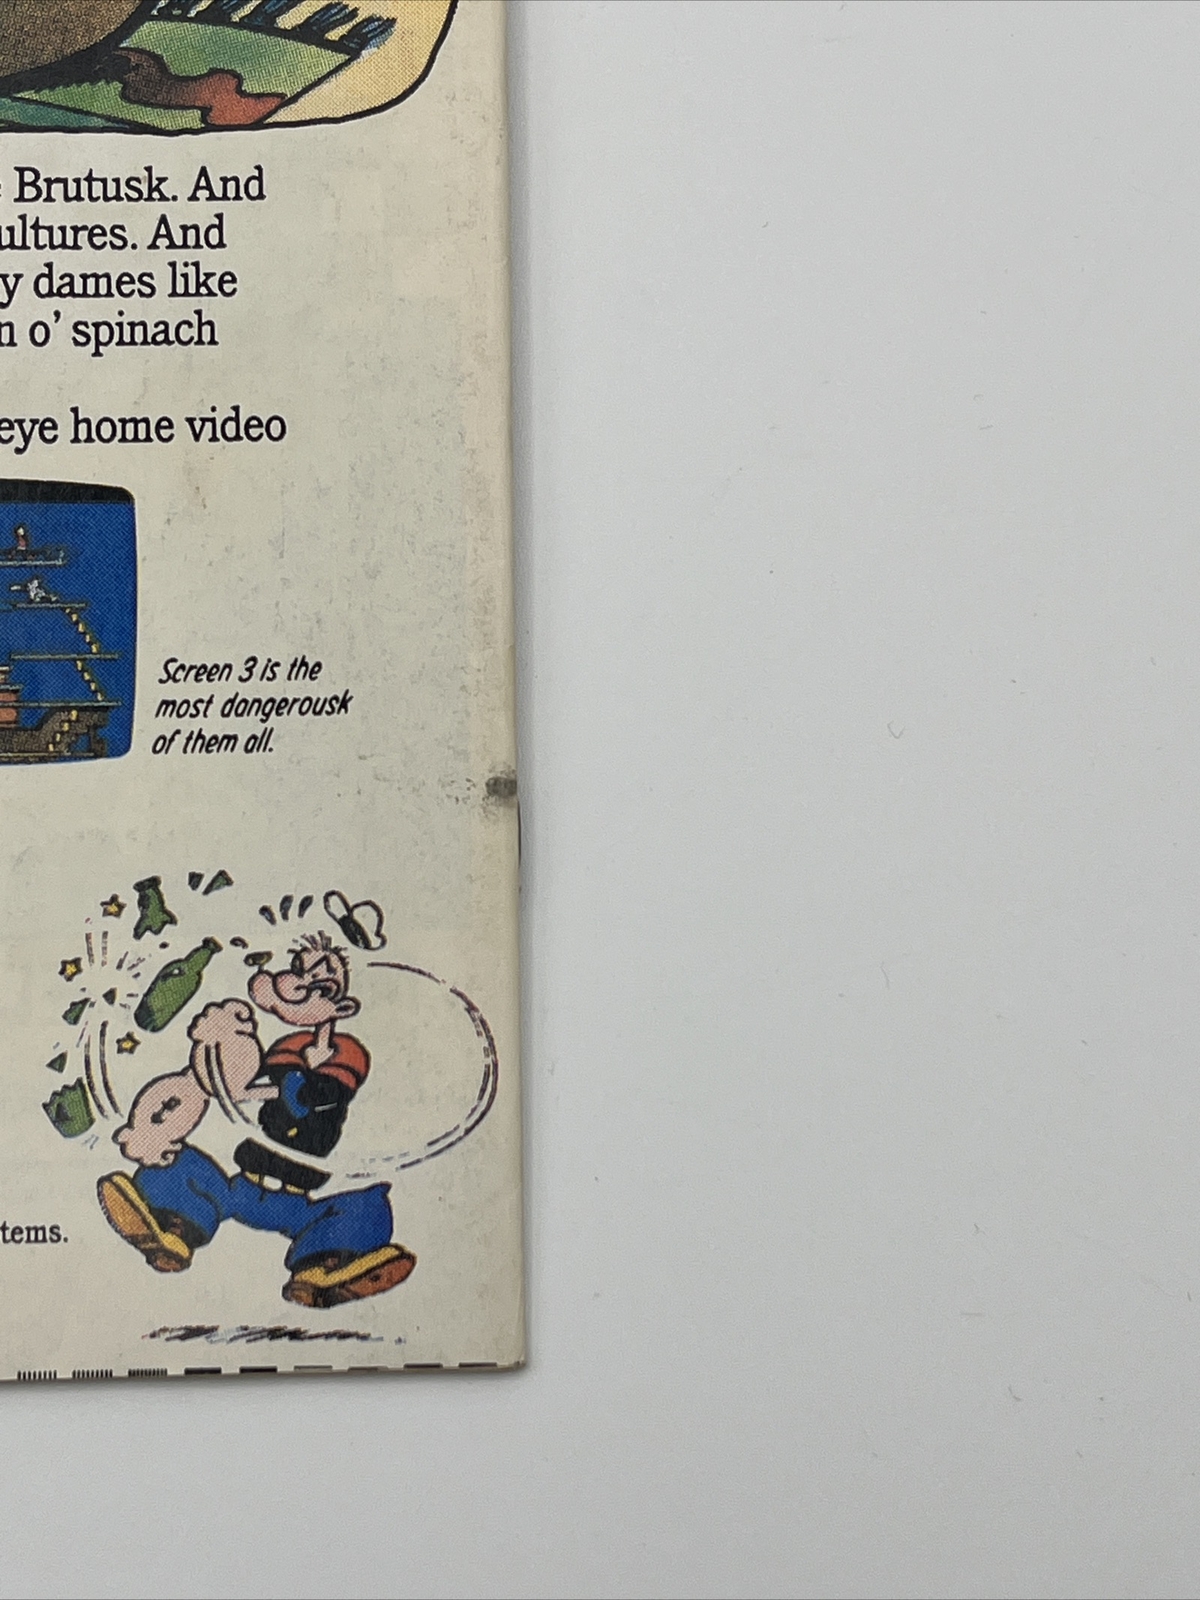 Brutusk. And
ultures. And
y dames like
n o' spinach
eye home video
Screen 3 is the
most dangerousk
of them all.
tems.